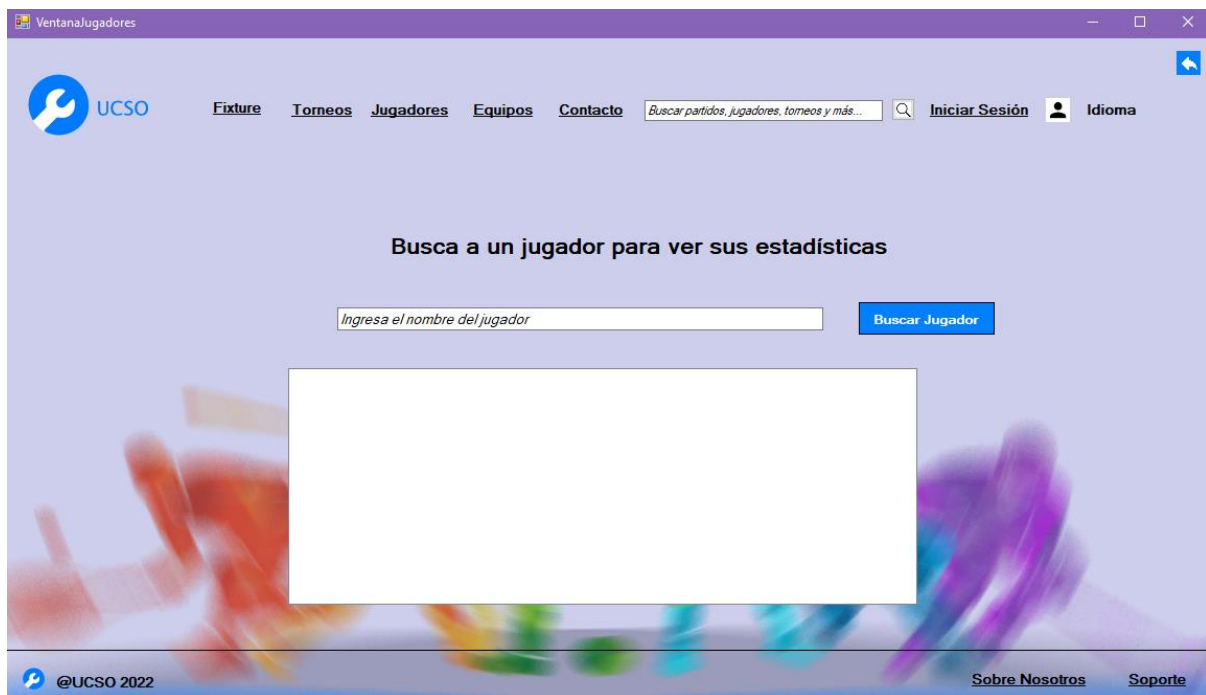 VentanaJugadores
UCSO Fixture Torneos Jugadores Equipos Contacto Buscar partidos, jugadores, torneos y más... Iniciar Sesión Idioma
Busca a un jugador para ver sus estadísticas
Ingresa el nombre del jugador Buscar Jugador
@UCSO 2022 Sobre Nosotros Soporte